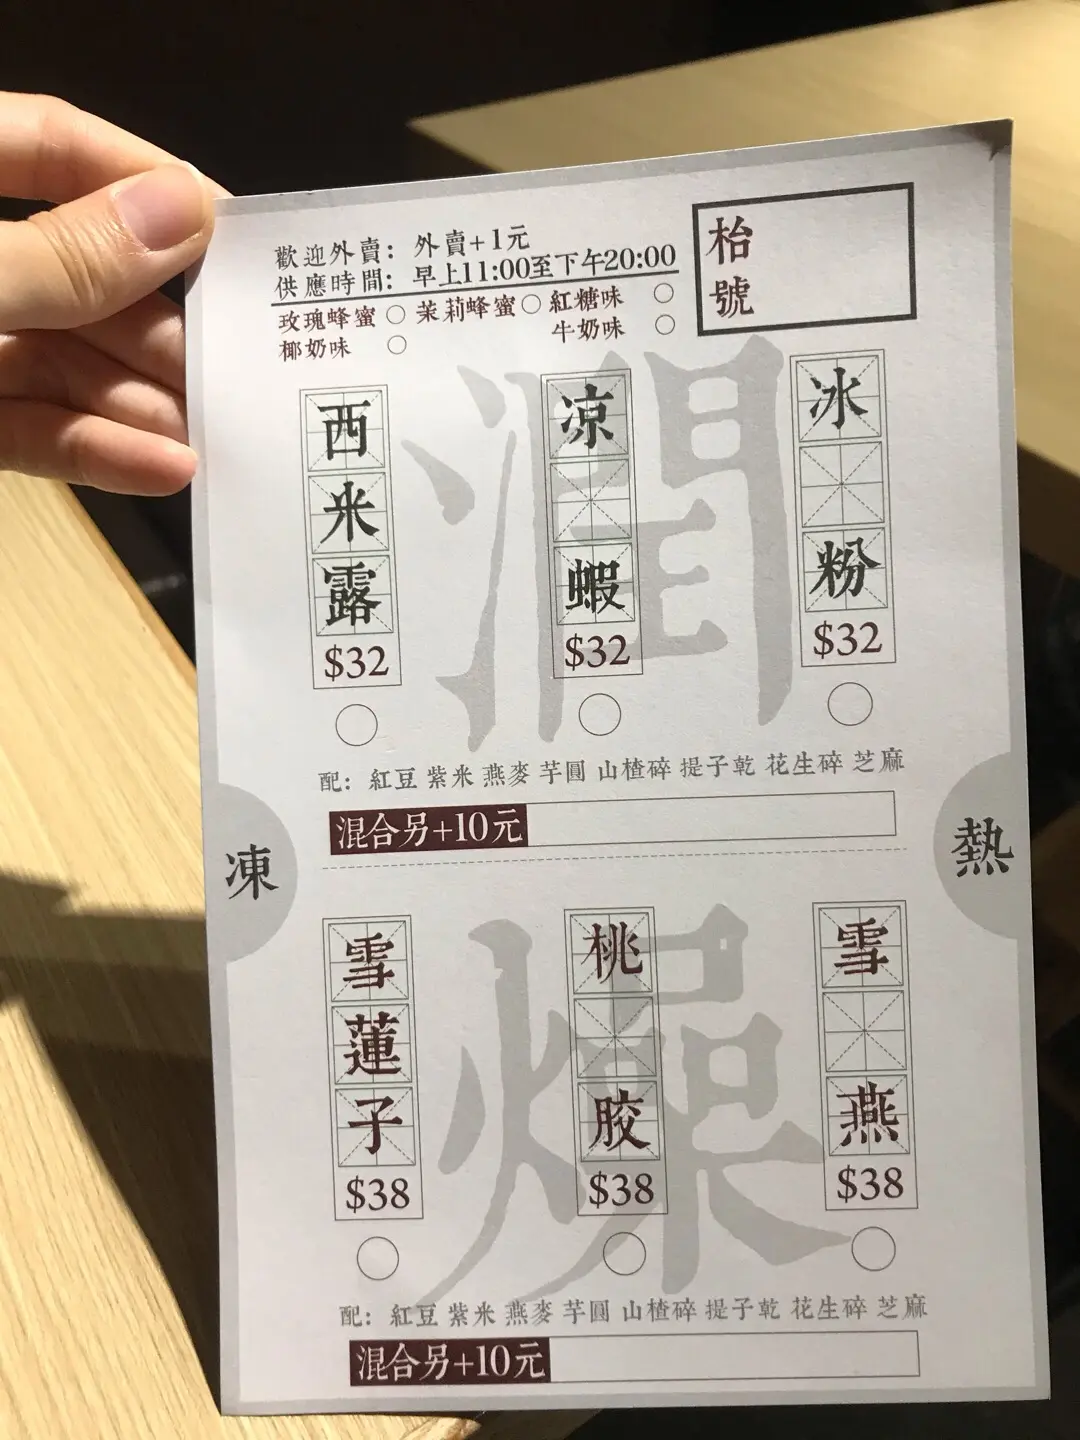 歡迎外賣：外賣+1元
供應時間：早上11:00至下午20:00
枱號
玫瑰蜂蜜 ○ 茉莉蜂蜜 ○ 紅糖味 ○
椰奶味 ○ 牛奶味 ○
潤
西米露
$32
凉蝦
$32
冰粉
$32
配：紅豆 紫米 燕麥 芋圓 山楂碎 提子乾 花生碎 芝麻
混合另+10元
凍
熱
燥
雪蓮子
$38
桃胶
$38
雪燕
$38
配：紅豆 紫米 燕麥 芋圓 山楂碎 提子乾 花生碎 芝麻
混合另+10元